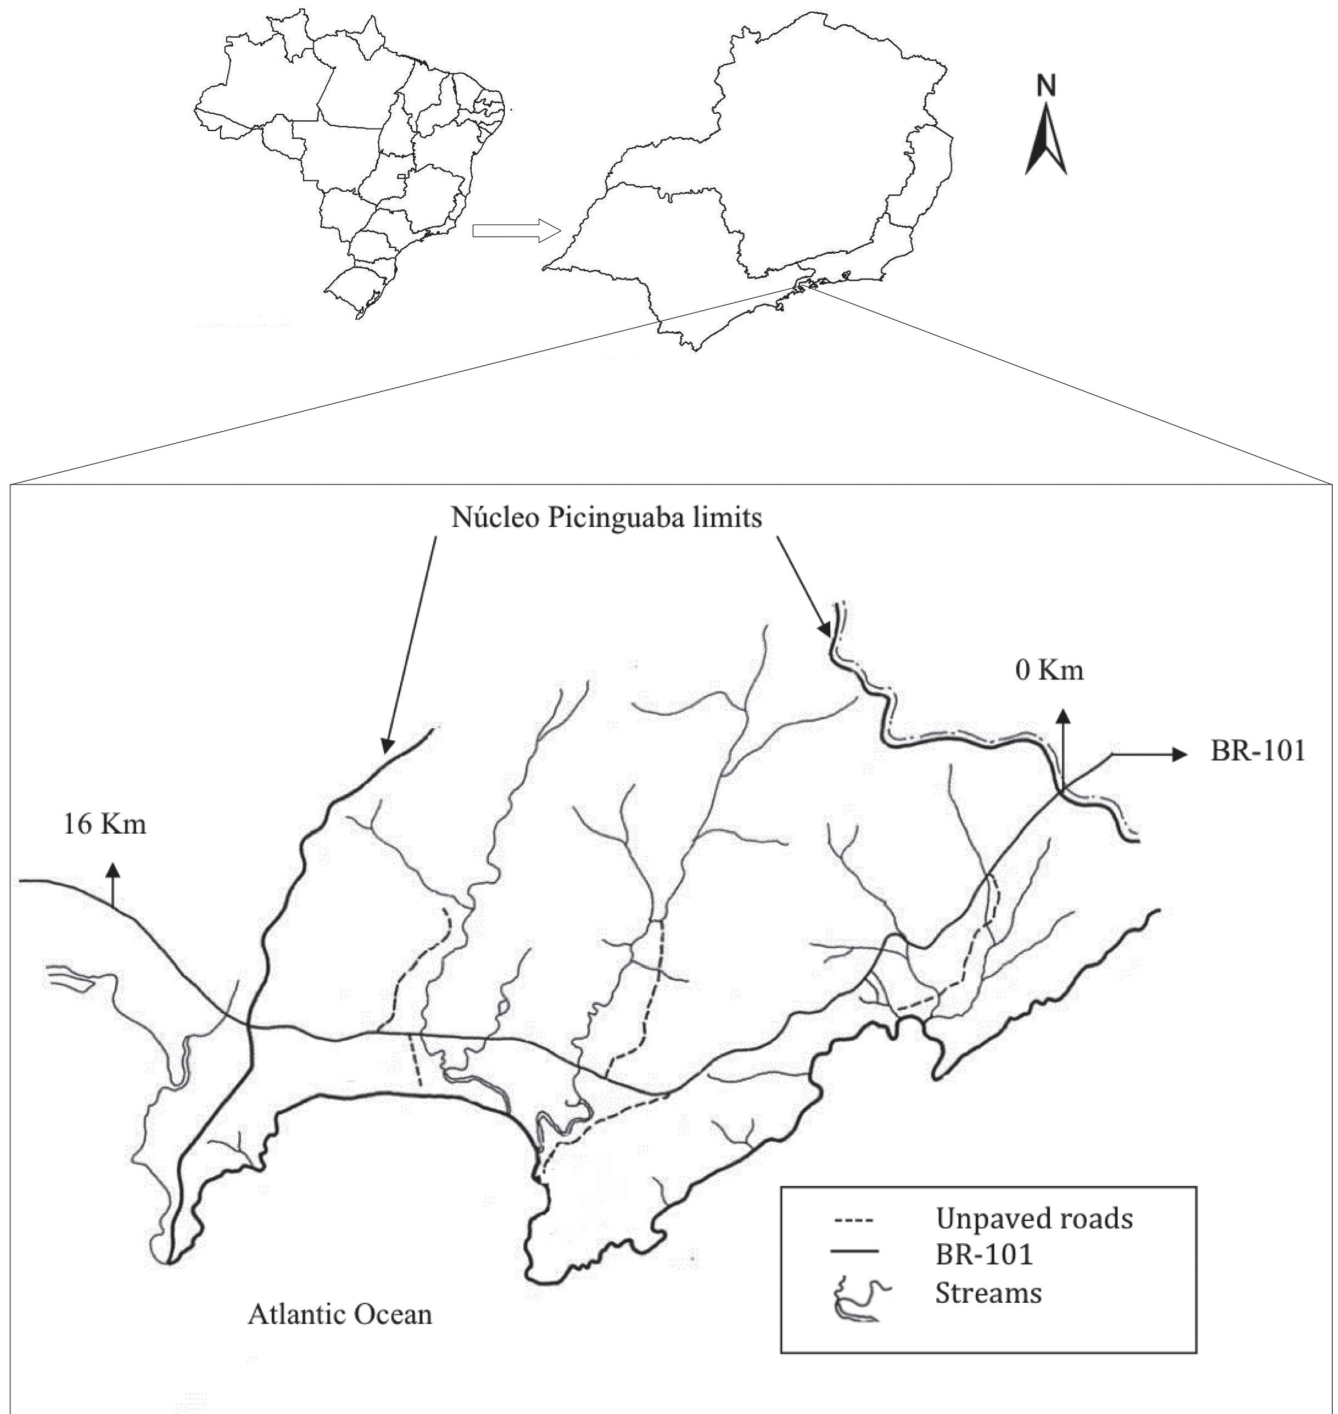 N
Núcleo Picinguaba limits
0 Km
BR-101
16 Km
Unpaved roads
BR-101
Streams
Atlantic Ocean